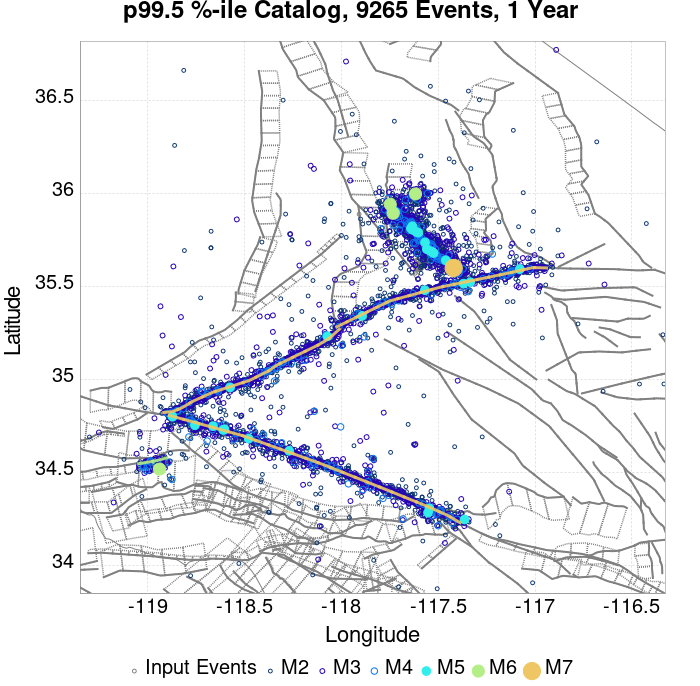 p99.5 %-ile Catalog, 9265 Events, 1 Year
36.5
36
35.5
35
34.5
34
Latitude
-119
-118.5
-118
-117.5
-117
-116.5
Longitude
Input Events
M2
M3
M4
M5
M6
M7